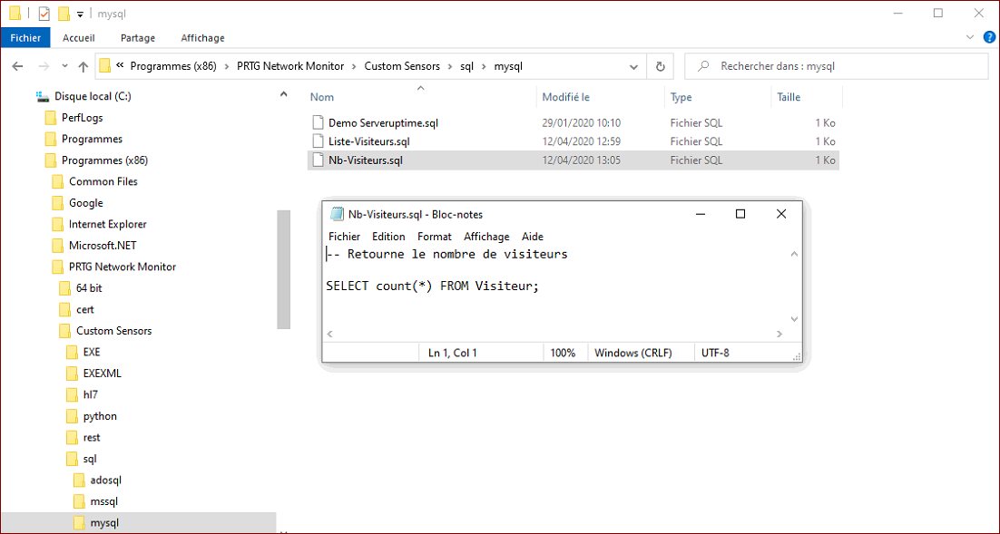 mysql
Fichier Accueil Partage Affichage
« Programmes (x86) › PRTG Network Monitor › Custom Sensors › sql › mysql
Rechercher dans : mysql
Disque local (C:)
PerfLogs
Programmes
Programmes (x86)
Common Files
Google
Internet Explorer
Microsoft.NET
PRTG Network Monitor
64 bit
cert
Custom Sensors
EXE
EXEXML
hl7
python
rest
sql
adosql
mssql
mysql
Nom Modifié le Type Taille
Demo Serveruptime.sql 29/01/2020 10:10 Fichier SQL 1 Ko
Liste-Visiteurs.sql 12/04/2020 12:59 Fichier SQL 1 Ko
Nb-Visiteurs.sql 12/04/2020 13:05 Fichier SQL 1 Ko
Nb-Visiteurs.sql - Bloc-notes
Fichier Edition Format Affichage Aide
-- Retourne le nombre de visiteurs
SELECT count(*) FROM Visiteur;
Ln 1, Col 1 100% Windows (CRLF) UTF-8